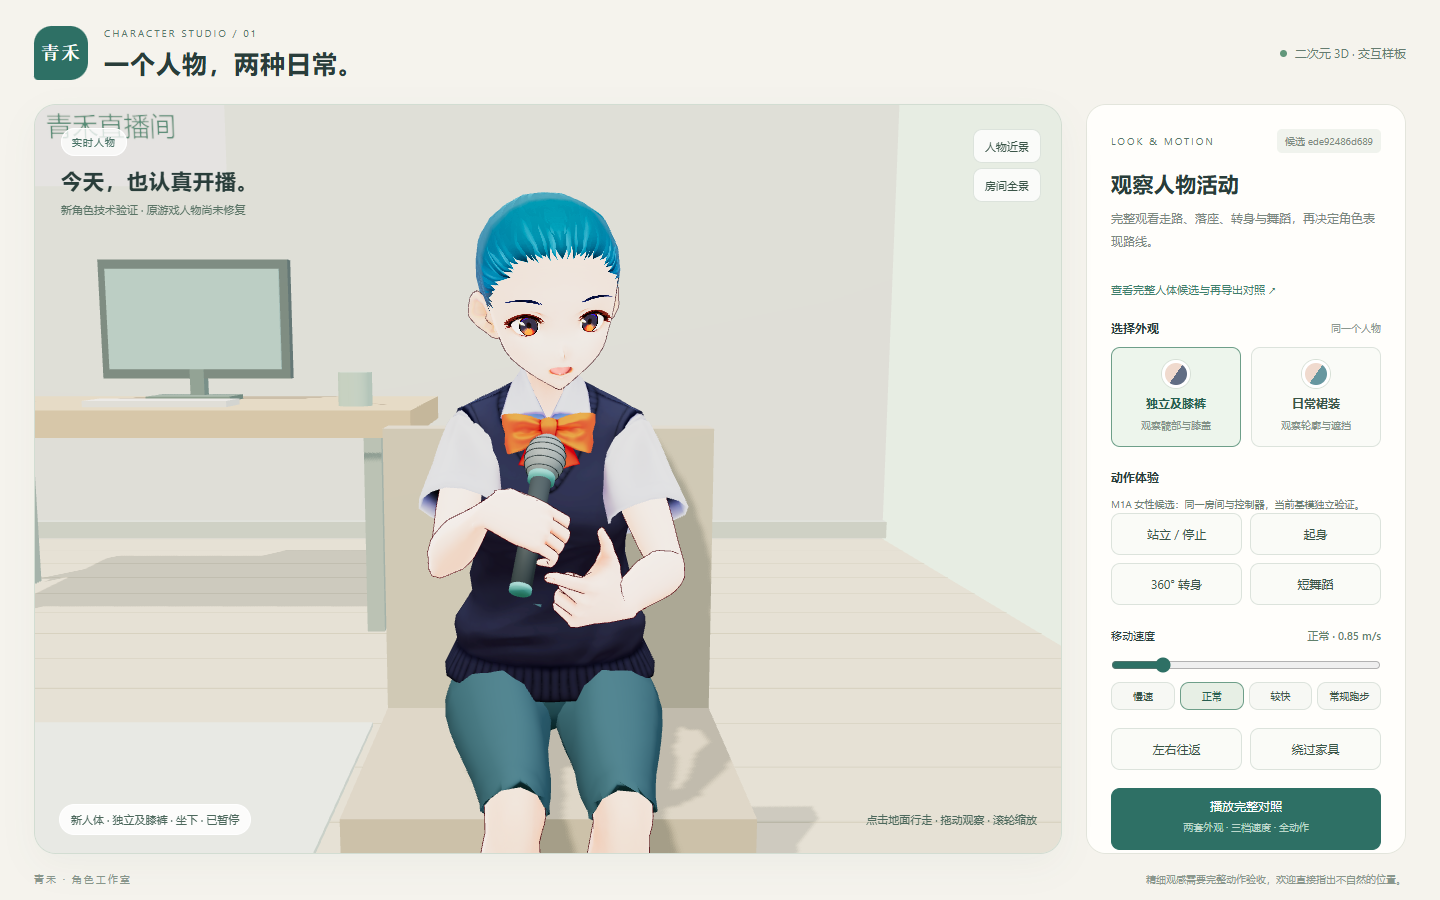 青禾
CHARACTER STUDIO / 01
一个人物，两种日常。
二次元 3D · 交互样板
青禾直播间
实时人物
今天，也认真开播。
新角色技术验证 · 原游戏人物尚未修复
人物近景
房间全景
新人体 · 独立及膝裤 · 坐下 · 已暂停
点击地面行走 · 拖动观察 · 滚轮缩放
LOOK & MOTION
候选 ede92486d689
观察人物活动
完整观看走路、落座、转身与舞蹈，再决定角色表
现路线。
查看完整人体候选与再导出对照 ↗
选择外观
同一个人物
独立及膝裤
观察髋部与膝盖
日常裙装
观察轮廓与遮挡
动作体验
M1A 女性候选：同一房间与控制器，当前基模独立验证。
站立 / 停止
起身
360° 转身
短舞蹈
移动速度
正常 · 0.85 m/s
慢速
正常
较快
常规跑步
左右往返
绕过家具
播放完整对照
两套外观 · 三档速度 · 全动作
青禾 · 角色工作室
精细观感需要完整动作验收，欢迎直接指出不自然的位置。